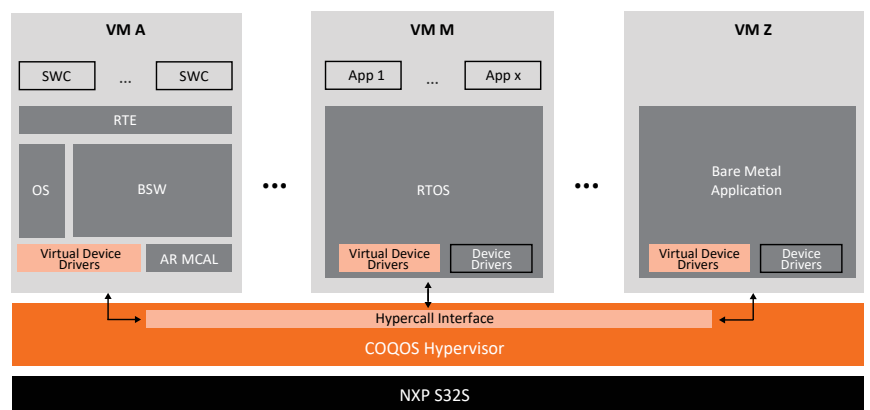 VM A
SWC
...
SWC
RTE
OS
BSW
Virtual Device
Drivers
AR MCAL
...
VM M
App 1
...
App x
RTOS
Virtual Device
Drivers
Device
Drivers
...
VM Z
Bare Metal
Application
Virtual Device
Drivers
Device
Drivers
Hypercall Interface
COQOS Hypervisor
NXP S32S